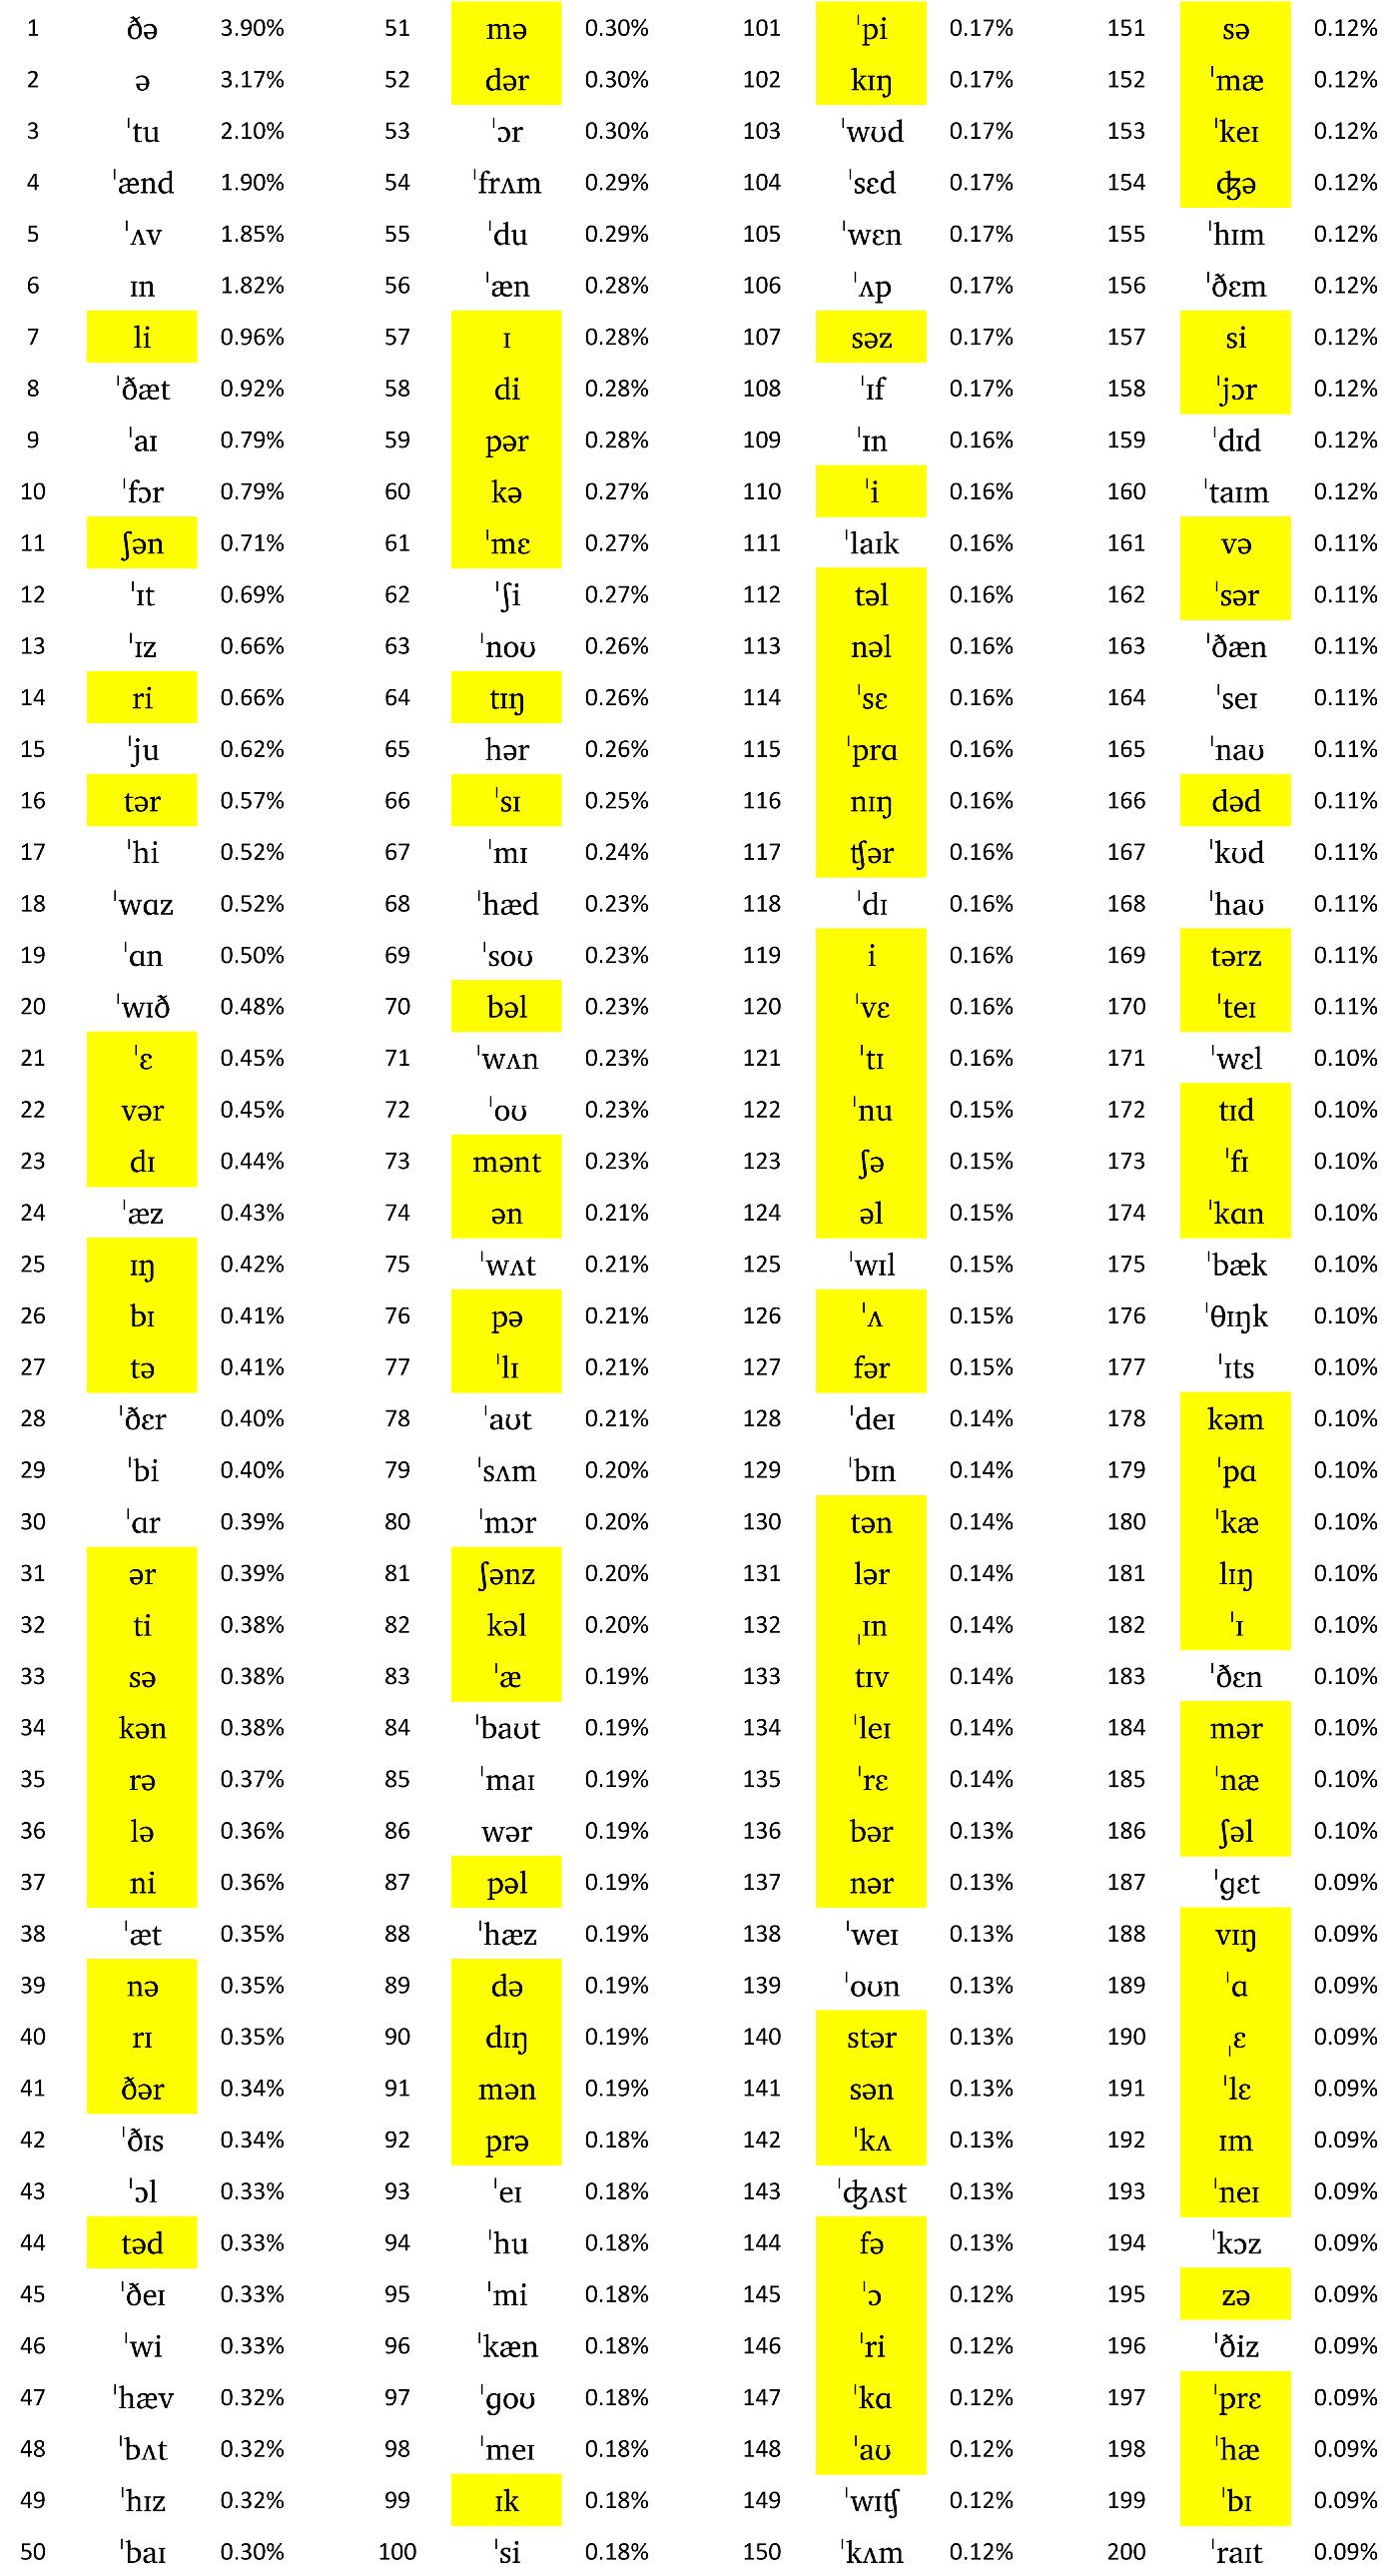 1 ðə 3.90% 51 mə 0.30% 101 ˈpi 0.17% 151 sə 0.12%
2 ə 3.17% 52 dər 0.30% 102 kɪŋ 0.17% 152 ˈmæ 0.12%
3 ˈtu 2.10% 53 ˈɔr 0.30% 103 ˈwʊd 0.17% 153 ˈkeɪ 0.12%
4 ˈænd 1.90% 54 ˈfrʌm 0.29% 104 ˈsɛd 0.17% 154 ʤə 0.12%
5 ˈʌv 1.85% 55 ˈdu 0.29% 105 ˈwɛn 0.17% 155 ˈhɪm 0.12%
6 ɪn 1.82% 56 ˈæn 0.28% 106 ˈʌp 0.17% 156 ˈðɛm 0.12%
7 li 0.96% 57 ɪ 0.28% 107 səz 0.17% 157 si 0.12%
8 ˈðæt 0.92% 58 di 0.28% 108 ˈɪf 0.17% 158 ˈjɔr 0.12%
9 ˈaɪ 0.79% 59 pər 0.28% 109 ˈɪn 0.16% 159 ˈdɪd 0.12%
10 ˈfɔr 0.79% 60 kə 0.27% 110 ˈi 0.16% 160 ˈtaɪm 0.12%
11 ʃən 0.71% 61 ˈmɛ 0.27% 111 ˈlaɪk 0.16% 161 və 0.11%
12 ˈɪt 0.69% 62 ˈʃi 0.27% 112 təl 0.16% 162 ˈsər 0.11%
13 ˈɪz 0.66% 63 ˈnoʊ 0.26% 113 nəl 0.16% 163 ˈðæn 0.11%
14 ri 0.66% 64 tɪŋ 0.26% 114 ˈsɛ 0.16% 164 ˈseɪ 0.11%
15 ˈju 0.62% 65 hər 0.26% 115 ˈprɑ 0.16% 165 ˈnaʊ 0.11%
16 tər 0.57% 66 ˈsɪ 0.25% 116 nɪŋ 0.16% 166 dəd 0.11%
17 ˈhi 0.52% 67 ˈmɪ 0.24% 117 ʧər 0.16% 167 ˈkʊd 0.11%
18 ˈwɑz 0.52% 68 ˈhæd 0.23% 118 ˈdɪ 0.16% 168 ˈhaʊ 0.11%
19 ˈɑn 0.50% 69 ˈsoʊ 0.23% 119 i 0.16% 169 tərz 0.11%
20 ˈwɪð 0.48% 70 bəl 0.23% 120 ˈvɛ 0.16% 170 ˈteɪ 0.11%
21 ˈɛ 0.45% 71 ˈwʌn 0.23% 121 ˈtɪ 0.16% 171 ˈwɛl 0.10%
22 vər 0.45% 72 ˈoʊ 0.23% 122 ˈnu 0.15% 172 tɪd 0.10%
23 dɪ 0.44% 73 mənt 0.23% 123 ʃə 0.15% 173 ˈfɪ 0.10%
24 ˈæz 0.43% 74 ən 0.21% 124 əl 0.15% 174 ˈkɑn 0.10%
25 ɪŋ 0.42% 75 ˈwʌt 0.21% 125 ˈwɪl 0.15% 175 ˈbæk 0.10%
26 bɪ 0.41% 76 pə 0.21% 126 ˈʌ 0.15% 176 ˈθɪŋk 0.10%
27 tə 0.41% 77 ˈlɪ 0.21% 127 fər 0.15% 177 ˈɪts 0.10%
28 ˈðɛr 0.40% 78 ˈaʊt 0.21% 128 ˈdeɪ 0.14% 178 kəm 0.10%
29 ˈbi 0.40% 79 ˈsʌm 0.20% 129 ˈbɪn 0.14% 179 ˈpɑ 0.10%
30 ˈɑr 0.39% 80 ˈmɔr 0.20% 130 tən 0.14% 180 ˈkæ 0.10%
31 ər 0.39% 81 ʃənz 0.20% 131 lər 0.14% 181 lɪŋ 0.10%
32 ti 0.38% 82 kəl 0.20% 132 ˌɪn 0.14% 182 ˈɪ 0.10%
33 sə 0.38% 83 ˈæ 0.19% 133 tɪv 0.14% 183 ˈðɛn 0.10%
34 kən 0.38% 84 ˈbaʊt 0.19% 134 ˈleɪ 0.14% 184 mər 0.10%
35 rə 0.37% 85 ˈmaɪ 0.19% 135 ˈrɛ 0.14% 185 ˈnæ 0.10%
36 lə 0.36% 86 wər 0.19% 136 bər 0.13% 186 ʃəl 0.10%
37 ni 0.36% 87 pəl 0.19% 137 nər 0.13% 187 ˈɡɛt 0.09%
38 ˈæt 0.35% 88 ˈhæz 0.19% 138 ˈweɪ 0.13% 188 vɪŋ 0.09%
39 nə 0.35% 89 də 0.19% 139 ˈoʊn 0.13% 189 ˈɑ 0.09%
40 rɪ 0.35% 90 dɪŋ 0.19% 140 stər 0.13% 190 ˌɛ 0.09%
41 ðər 0.34% 91 mən 0.19% 141 sən 0.13% 191 ˈlɛ 0.09%
42 ˈðɪs 0.34% 92 prə 0.18% 142 ˈkʌ 0.13% 192 ɪm 0.09%
43 ˈɔl 0.33% 93 ˈeɪ 0.18% 143 ˈʤʌst 0.13% 193 ˈneɪ 0.09%
44 təd 0.33% 94 ˈhu 0.18% 144 fə 0.13% 194 ˈkɔz 0.09%
45 ˈðeɪ 0.33% 95 ˈmi 0.18% 145 ˈɔ 0.12% 195 zə 0.09%
46 ˈwi 0.33% 96 ˈkæn 0.18% 146 ˈri 0.12% 196 ˈðiz 0.09%
47 ˈhæv 0.32% 97 ˈɡoʊ 0.18% 147 ˈkɑ 0.12% 197 ˈprɛ 0.09%
48 ˈbʌt 0.32% 98 ˈmeɪ 0.18% 148 ˈaʊ 0.12% 198 ˈhæ 0.09%
49 ˈhɪz 0.32% 99 ɪk 0.18% 149 ˈwɪʧ 0.12% 199 ˈbɪ 0.09%
50 ˈbaɪ 0.30% 100 ˈsi 0.18% 150 ˈkʌm 0.12% 200 ˈraɪt 0.09%